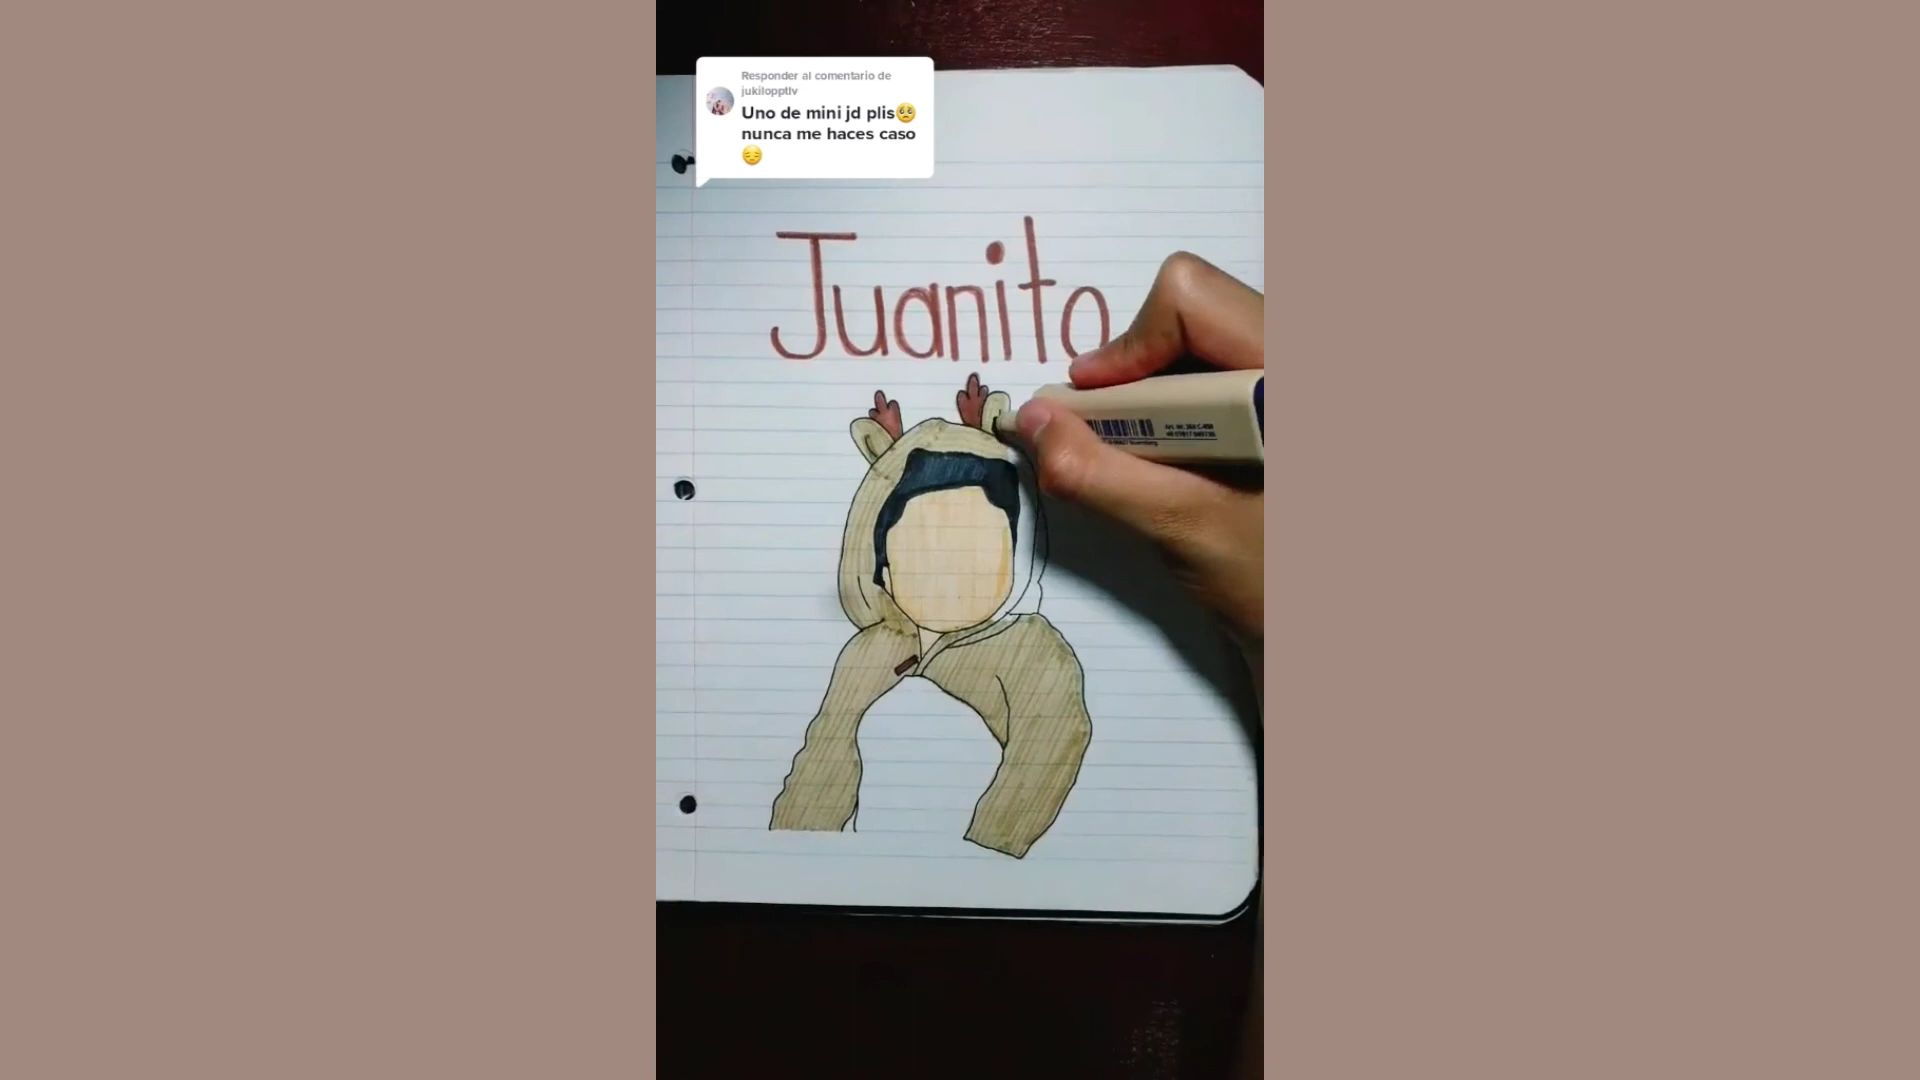 Responder al comentario de
jukilopptlv
Uno de mini jd plis🥺
nunca me haces caso
😔
Juanito